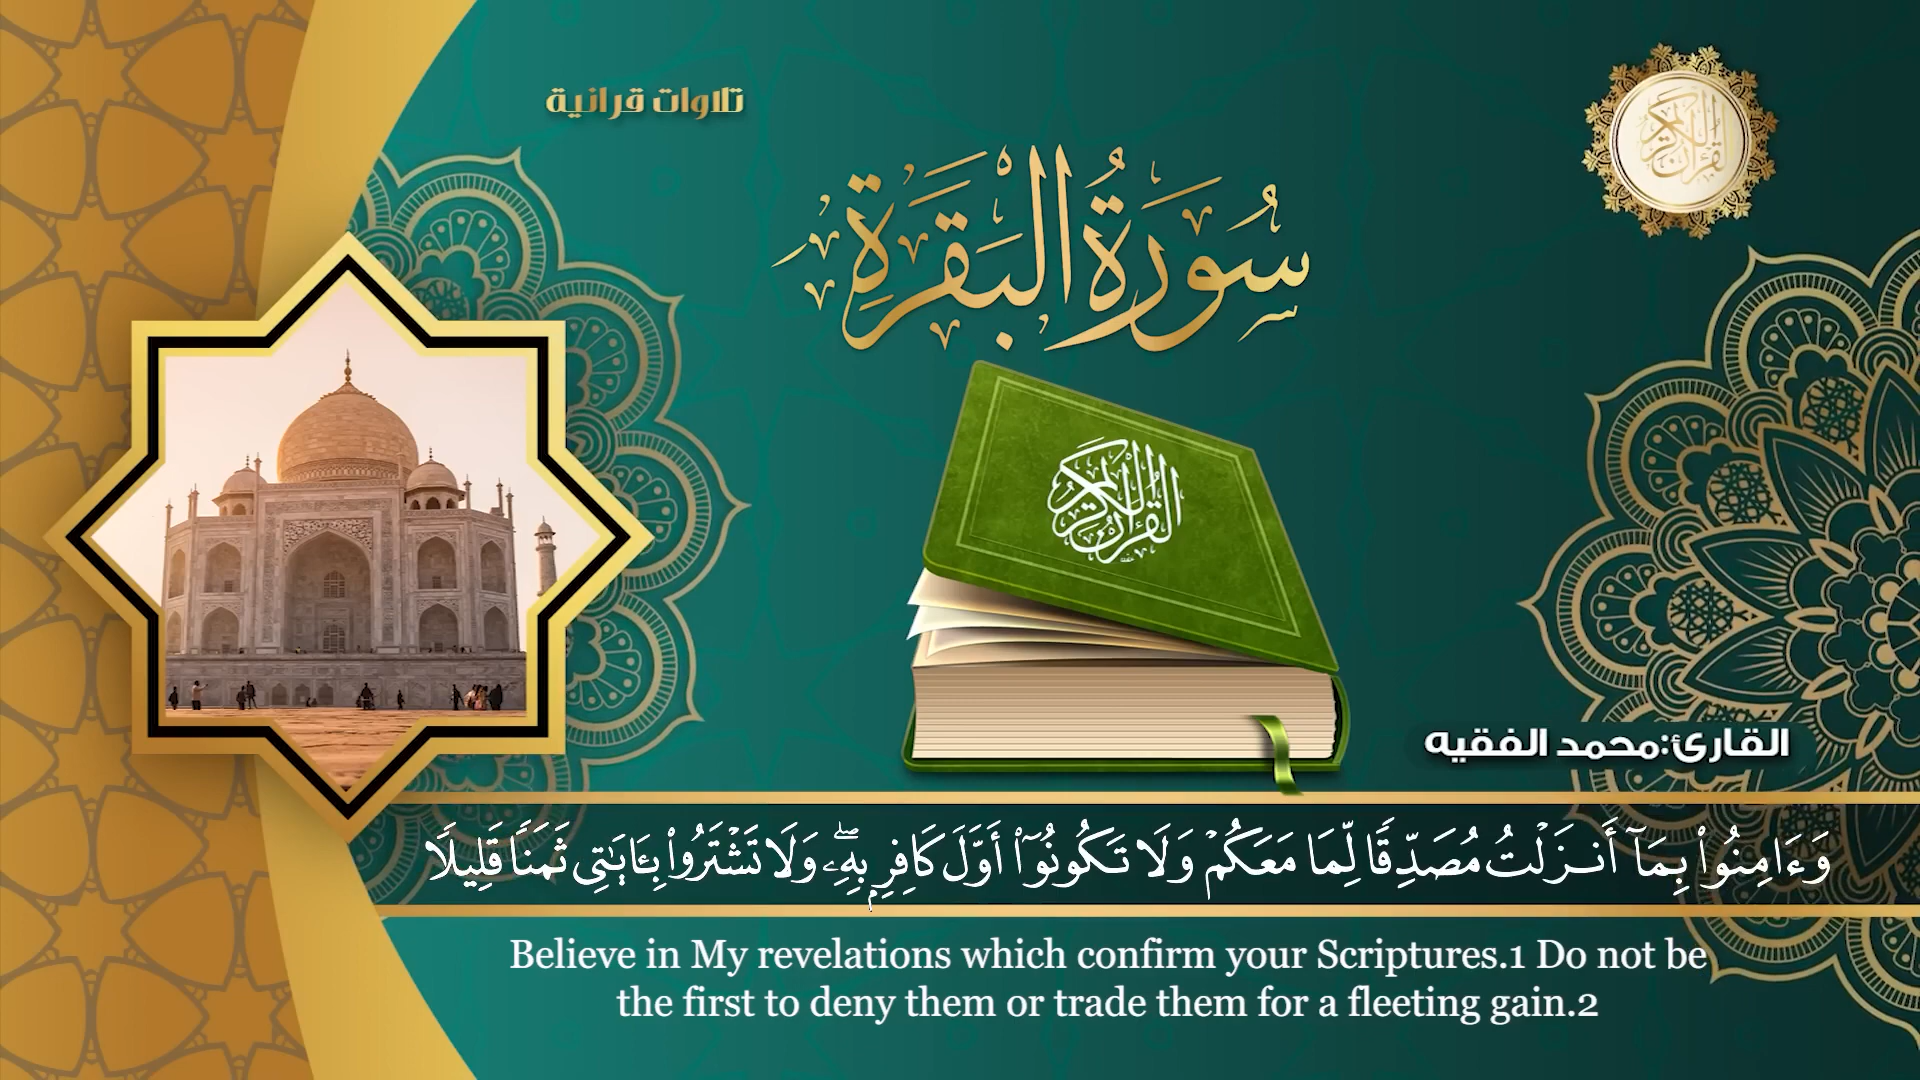 تلاوات قرانية
القرآن الكريم
سُورَةُ البَقَرَةِ
القرآن الكريم
القارئ:محمد الفقيه
وَءَامِنُوا۟ بِمَآ أَنزَلْتُ مُصَدِّقًا لِّمَا مَعَكُمْ وَلَا تَكُونُوٓا۟ أَوَّلَ كَافِرٍۭ بِهِۦ ۖ وَلَا تَشْتَرُوا۟ بِـَٔايَـٰتِى ثَمَنًا قَلِيلًا
Believe in My revelations which confirm your Scriptures.1 Do not be
the first to deny them or trade them for a fleeting gain.2